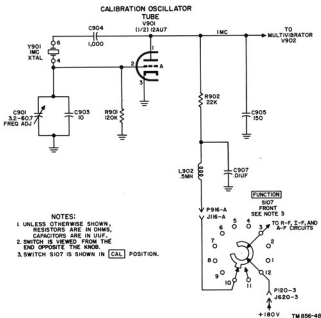 CALIBRATION OSCILLATOR
TUBE
V901
(1/2) 12AU7
C904
1,000
1MC
TO
MULTIVIBRATOR
V902
Y901
1MC
XTAL
6
4
1
2
A
3
C901
3.2-60.7
FREQ ADJ
C903
10
R901
120K
R902
22K
C905
150
L902
.5MH
C907
.01UF
P916-A
J116-A
FUNCTION
S107
FRONT
SEE NOTE 3
TO R-F, I-F, AND
A-F CIRCUITS
1
2
3
4
5
6
7
8
9
10
11
12
P120-3
J620-3
+180V
NOTES:
1. UNLESS OTHERWISE SHOWN,
RESISTORS ARE IN OHMS,
CAPACITORS ARE IN UUF.
2. SWITCH IS VIEWED FROM THE
END OPPOSITE THE KNOB.
3. SWITCH S107 IS SHOWN IN CAL POSITION.
TM 856-48